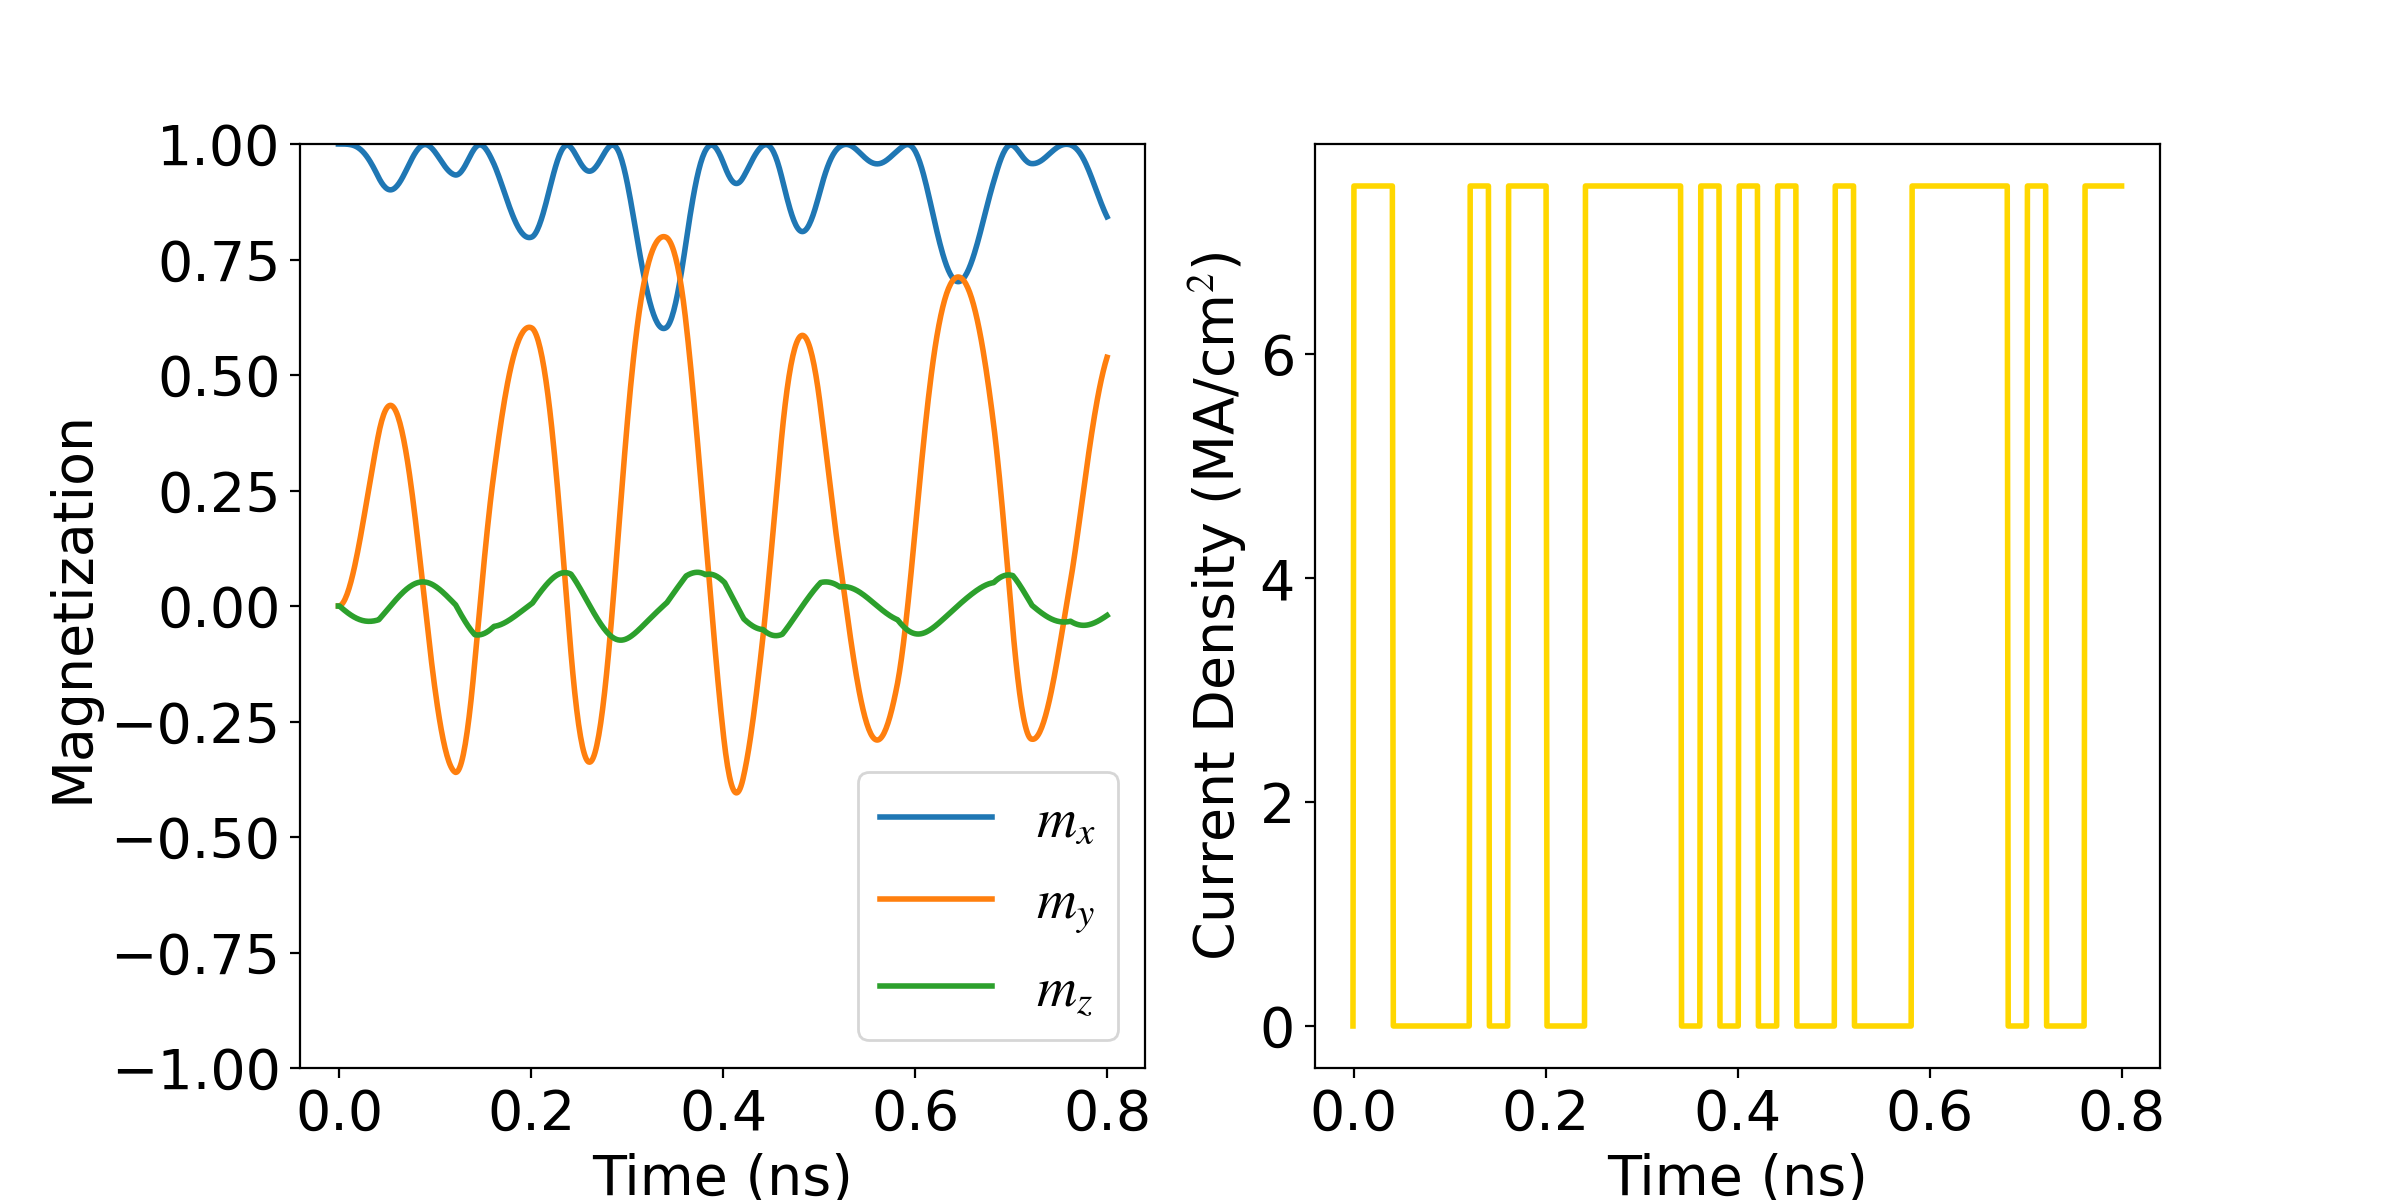 1.00
0.75
0.50
0.25
0.00
−0.25
−0.50
−0.75
−1.00
Magnetization
0.0 0.2 0.4 0.6 0.8
Time (ns)
m_x
m_y
m_z
6
4
2
0
Current Density (MA/cm²)
0.0 0.2 0.4 0.6 0.8
Time (ns)